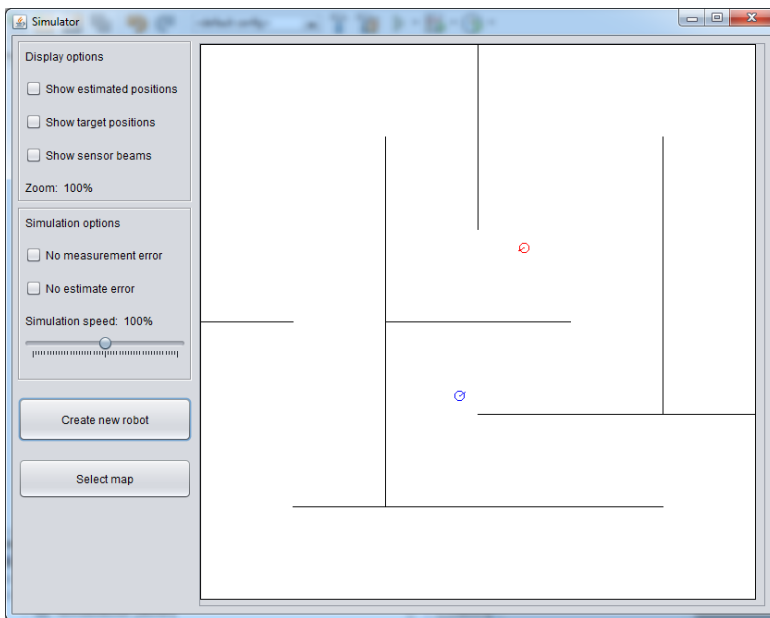 Simulator
Display options
Show estimated positions
Show target positions
Show sensor beams
Zoom: 100%
Simulation options
No measurement error
No estimate error
Simulation speed: 100%
Create new robot
Select map